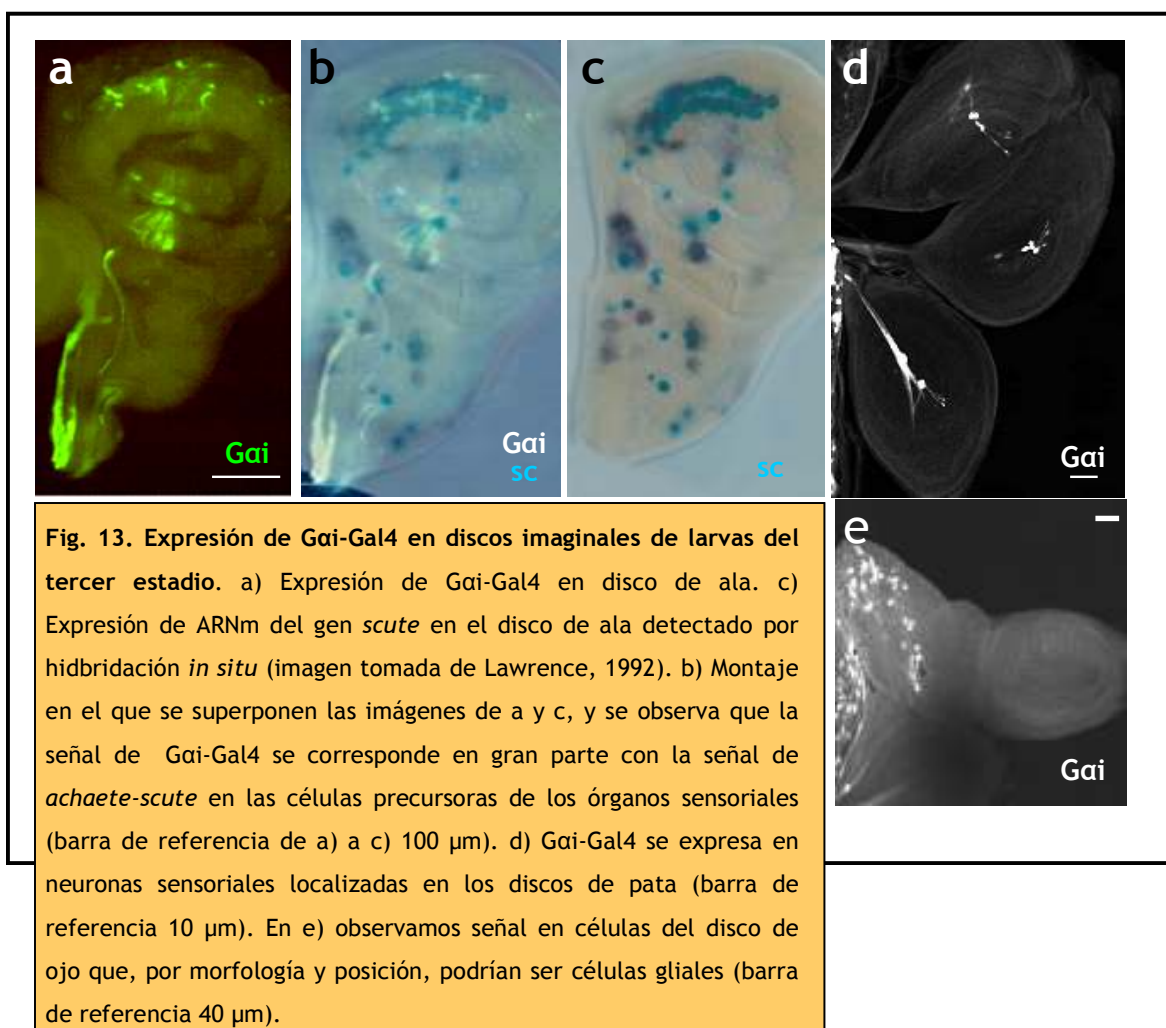 a
b
c
d
Gαi
Gαi
sc
sc
Gαi
e
Gαi
Fig. 13. Expresión de Gαi-Gal4 en discos imaginales de larvas del
tercer estadio. a) Expresión de Gαi-Gal4 en disco de ala. c)
Expresión de ARNm del gen scute en el disco de ala detectado por
hidbridación in situ (imagen tomada de Lawrence, 1992). b) Montaje
en el que se superponen las imágenes de a y c, y se observa que la
señal de Gαi-Gal4 se corresponde en gran parte con la señal de
achaete-scute en las células precursoras de los órganos sensoriales
(barra de referencia de a) a c) 100 µm). d) Gαi-Gal4 se expresa en
neuronas sensoriales localizadas en los discos de pata (barra de
referencia 10 µm). En e) observamos señal en células del disco de
ojo que, por morfología y posición, podrían ser células gliales (barra
de referencia 40 µm).